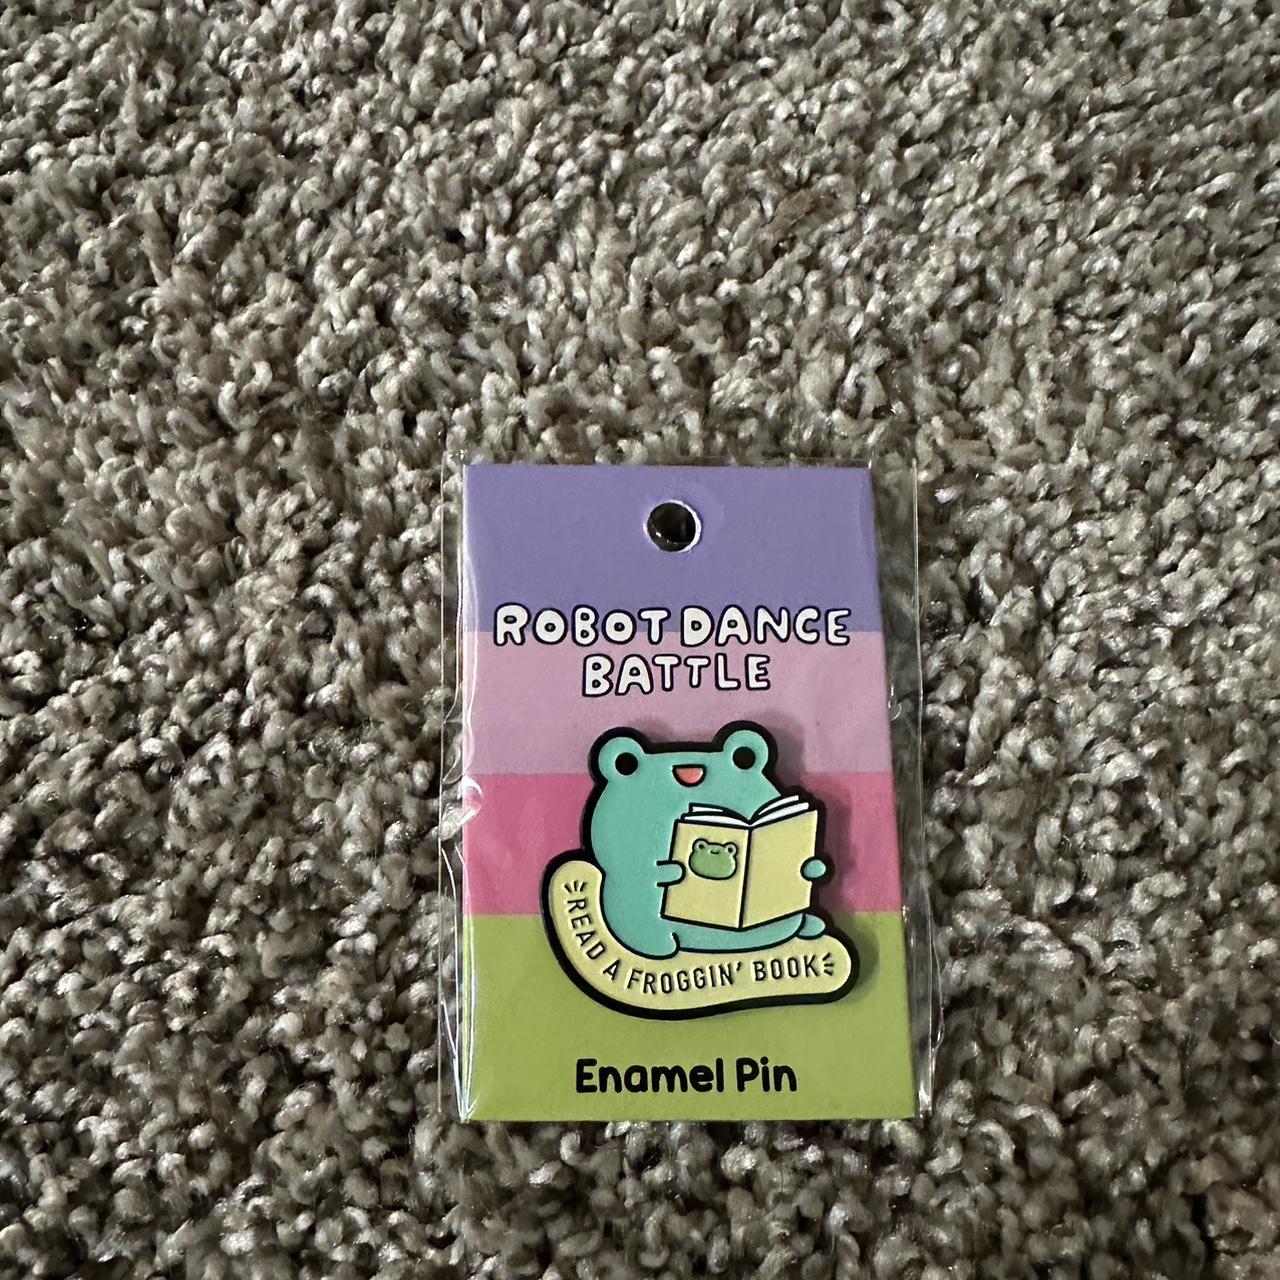 ROBOT DANCE
BATTLE
READ A FROGGIN' BOOK
Enamel Pin